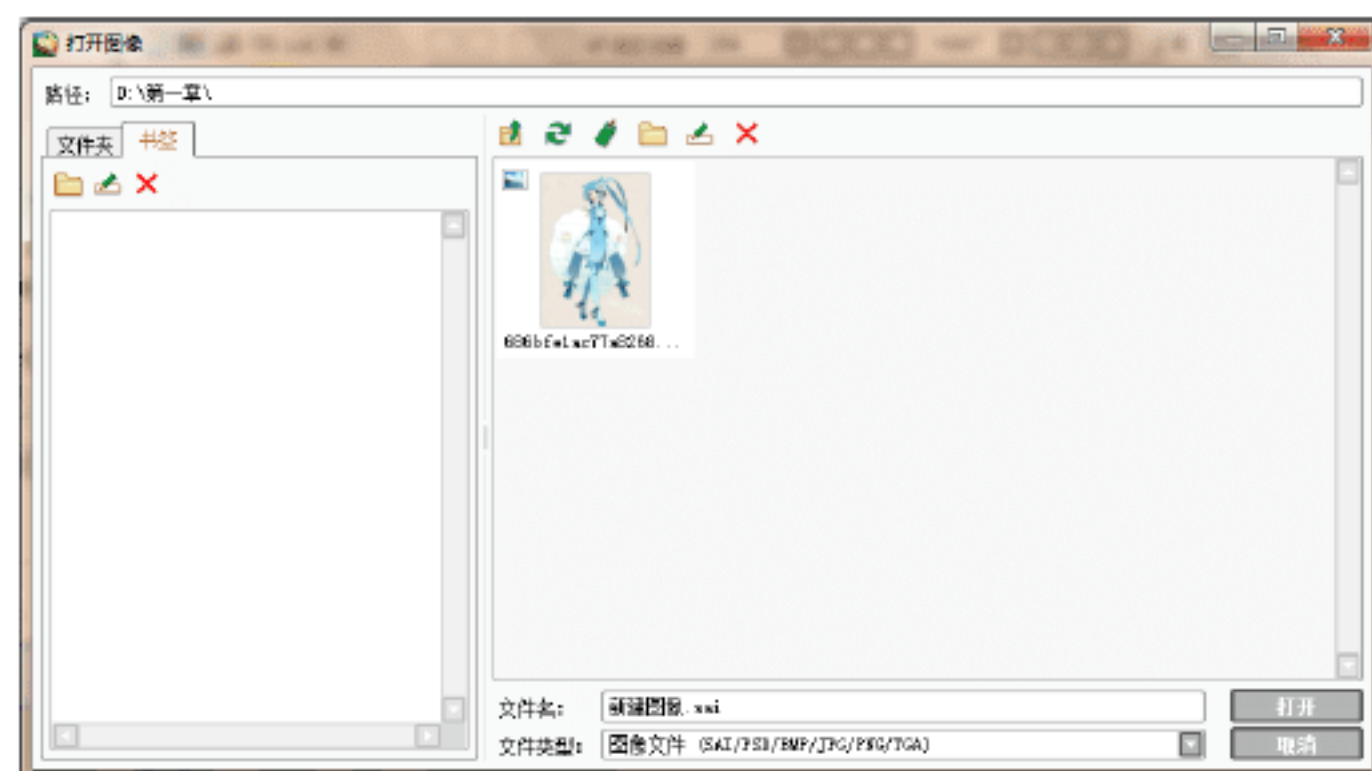 打开图像
路径： D:\第一章\
文件夹 书签
文件名： 新建图象.sai
打开
文件类型： 图像文件 (SAI/PSD/BMP/JPG/PNG/TGA)
取消